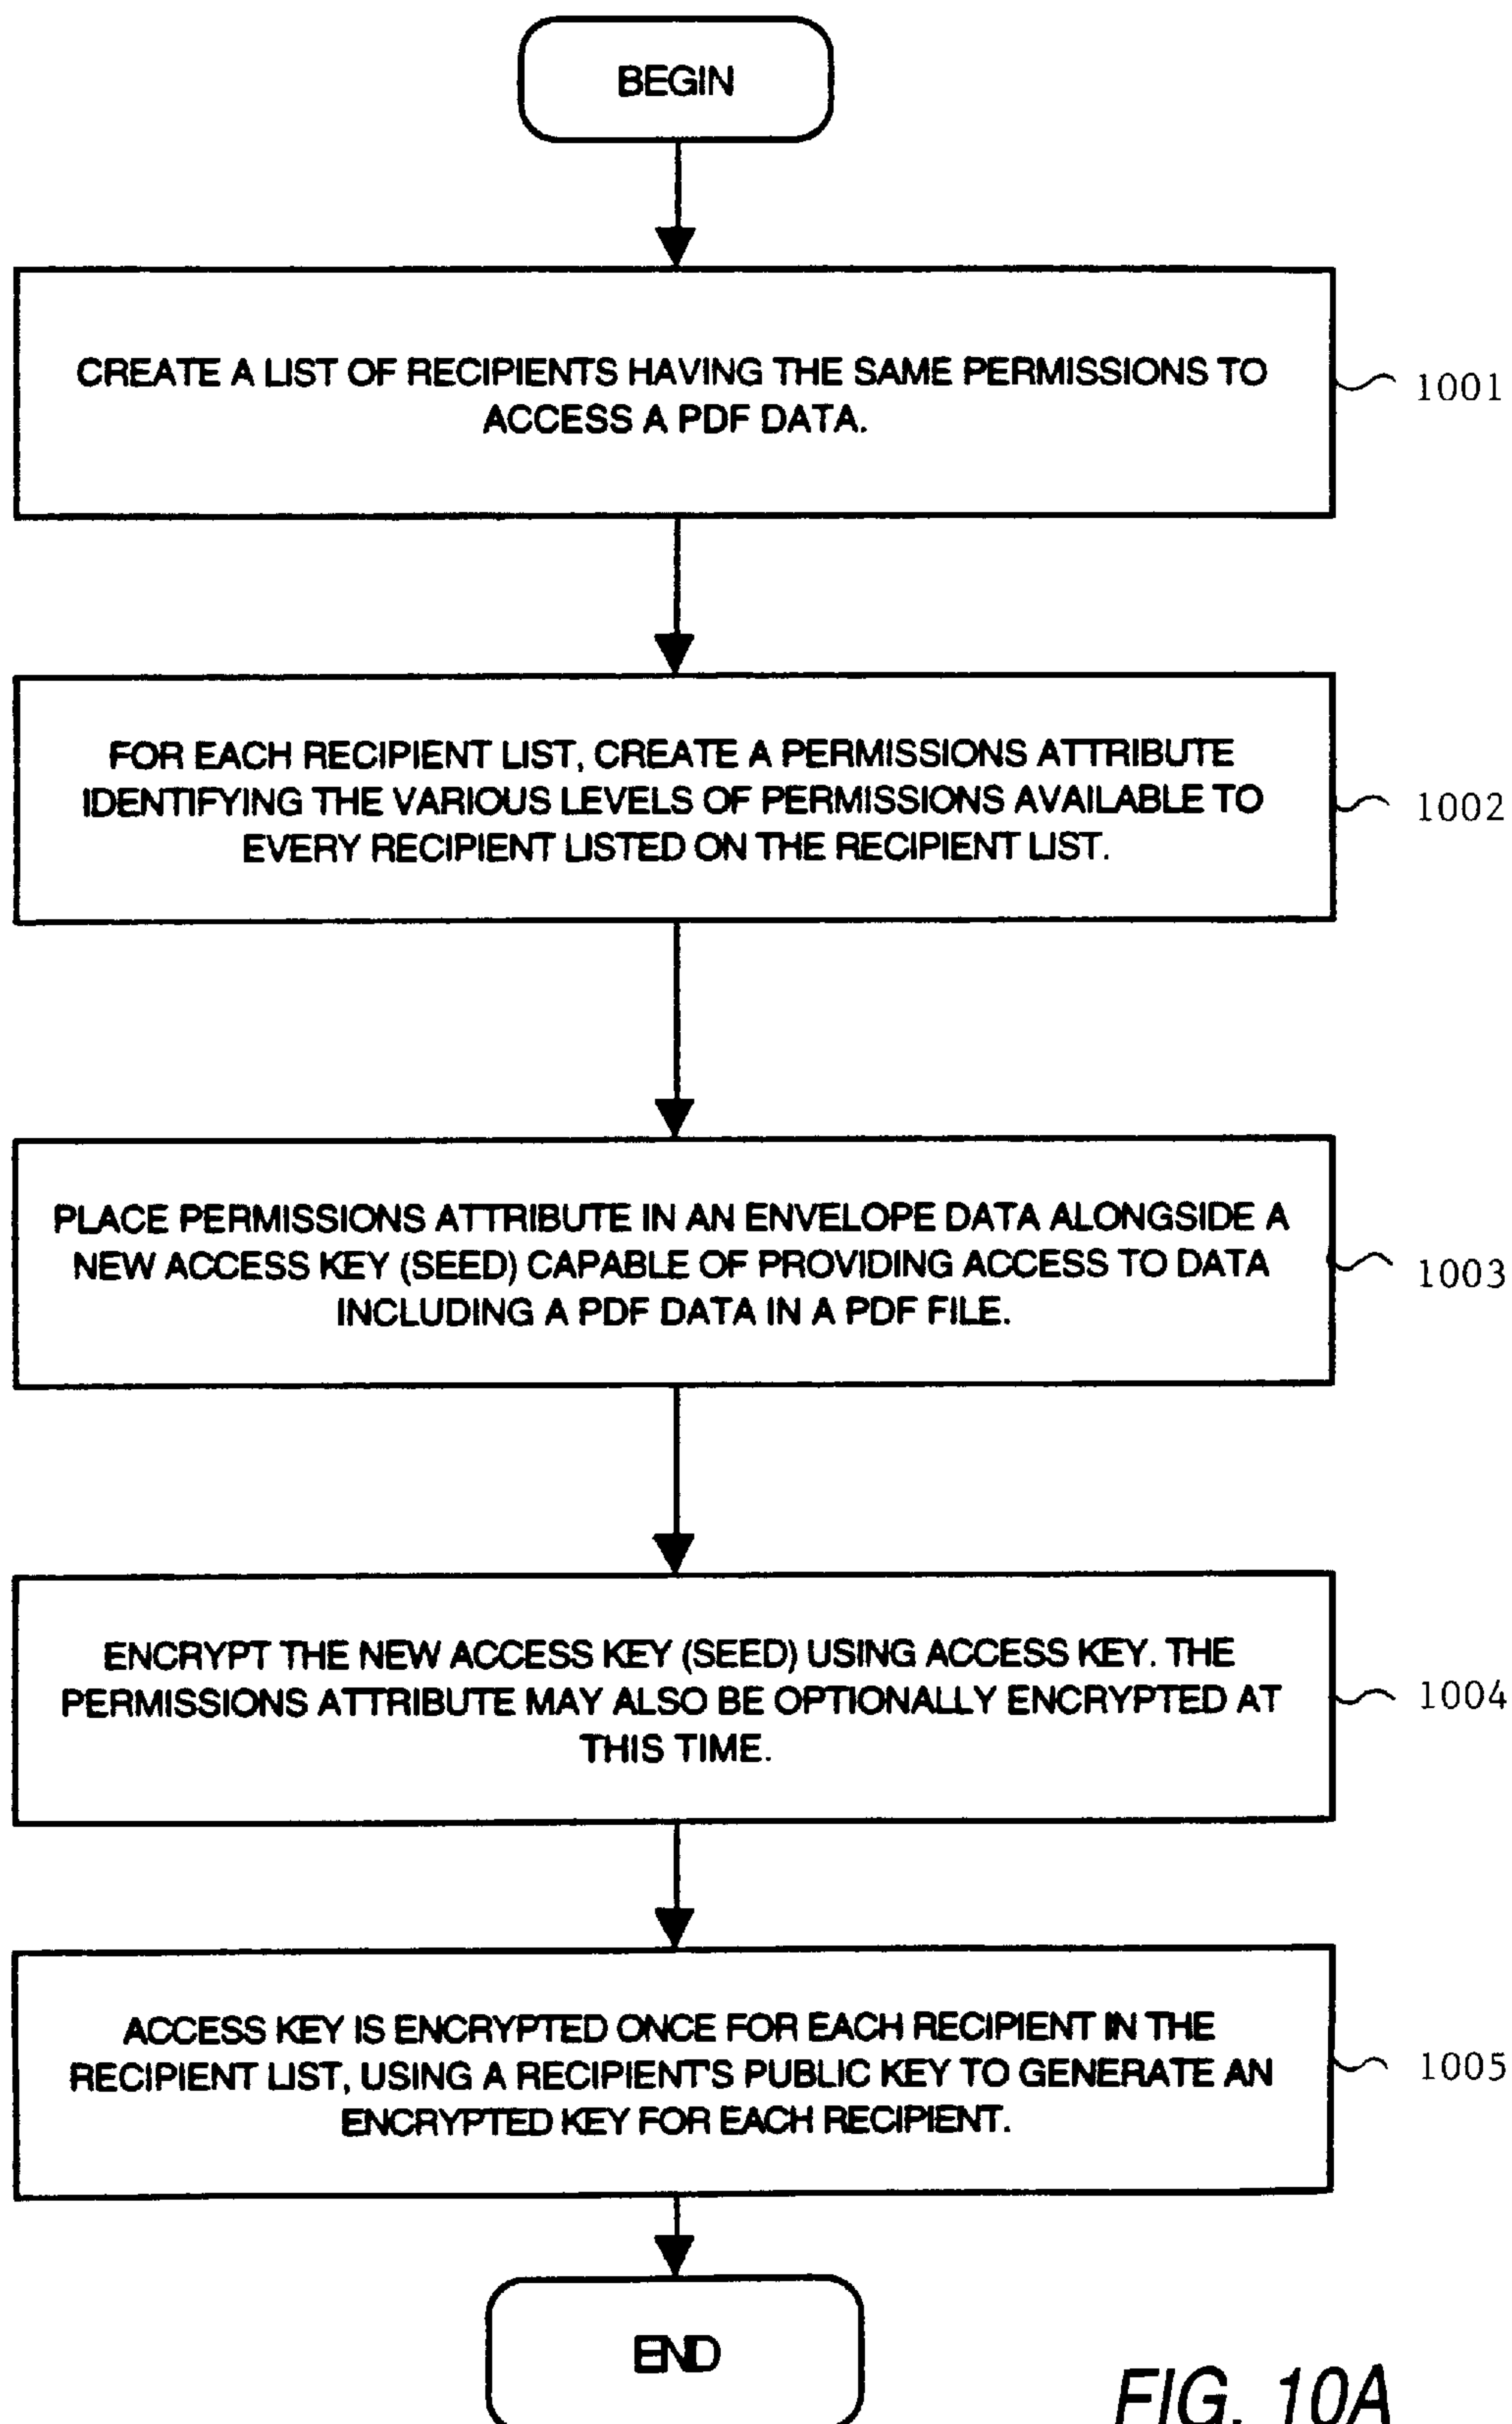 BEGIN
CREATE A LIST OF RECIPIENTS HAVING THE SAME PERMISSIONS TO
ACCESS A PDF DATA.
1001
FOR EACH RECIPIENT LIST, CREATE A PERMISSIONS ATTRIBUTE
IDENTIFYING THE VARIOUS LEVELS OF PERMISSIONS AVAILABLE TO
EVERY RECIPIENT LISTED ON THE RECIPIENT LIST.
1002
PLACE PERMISSIONS ATTRIBUTE IN AN ENVELOPE DATA ALONGSIDE A
NEW ACCESS KEY (SEED) CAPABLE OF PROVIDING ACCESS TO DATA
INCLUDING A PDF DATA IN A PDF FILE.
1003
ENCRYPT THE NEW ACCESS KEY (SEED) USING ACCESS KEY. THE
PERMISSIONS ATTRIBUTE MAY ALSO BE OPTIONALLY ENCRYPTED AT
THIS TIME.
1004
ACCESS KEY IS ENCRYPTED ONCE FOR EACH RECIPIENT IN THE
RECIPIENT LIST, USING A RECIPIENT'S PUBLIC KEY TO GENERATE AN
ENCRYPTED KEY FOR EACH RECIPIENT.
1005
END
FIG. 10A